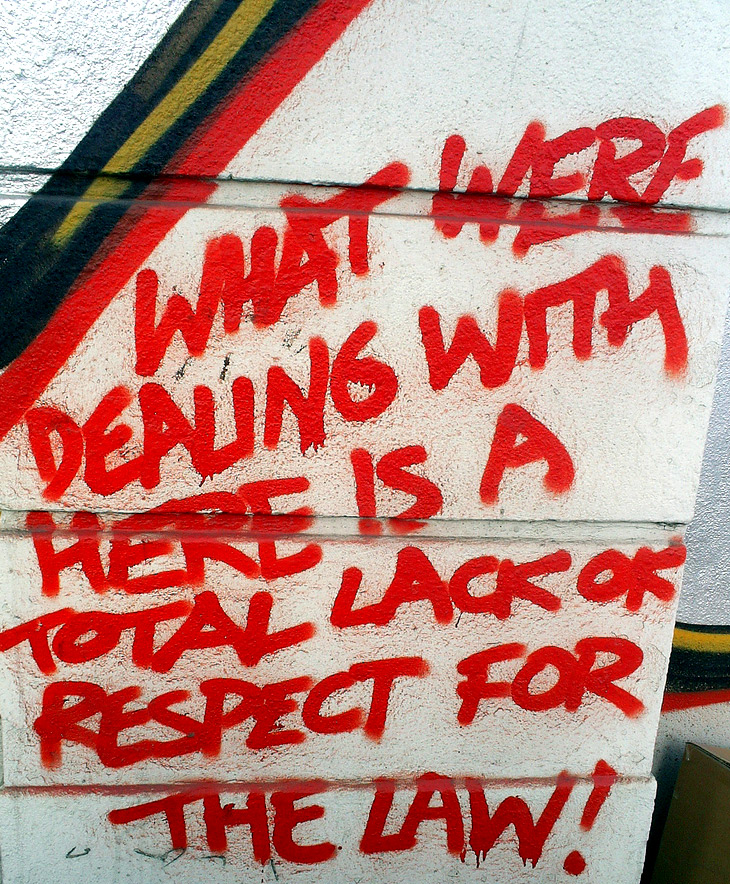 WHAT WERE
DEALING WITH
HERE IS A
TOTAL LACK OF
RESPECT FOR
THE LAW!